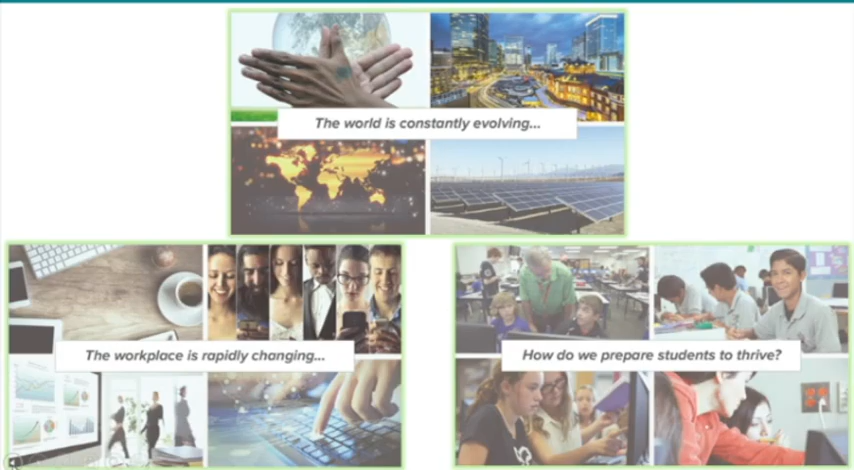 The world is constantly evolving...
The workplace is rapidly changing...
How do we prepare students to thrive?